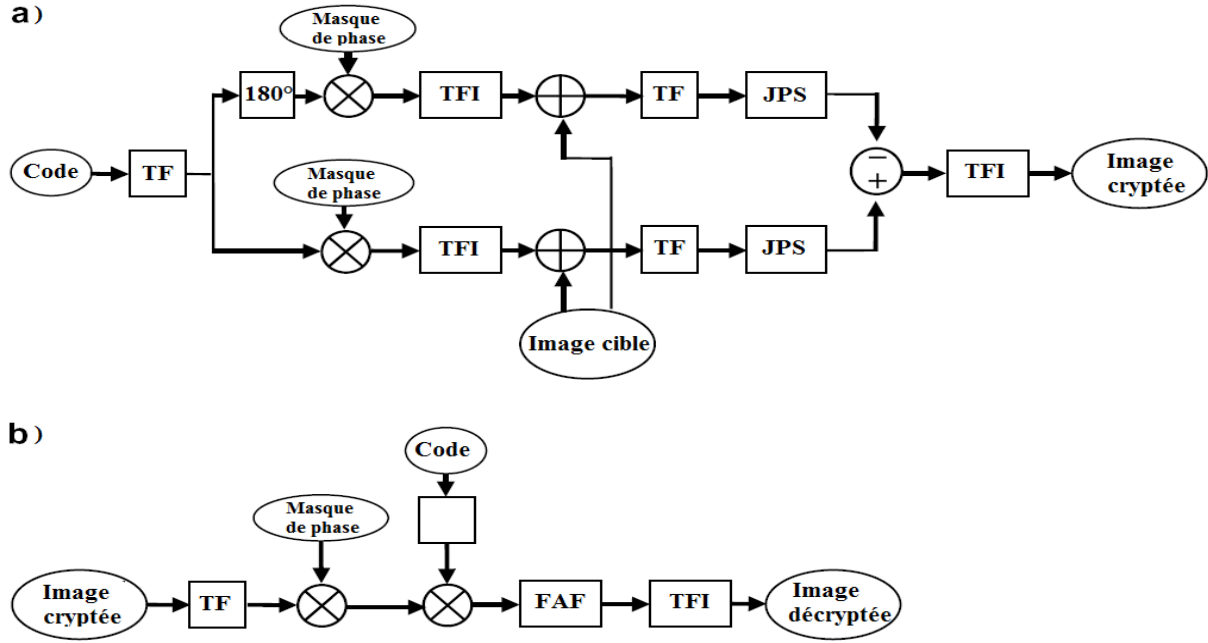 a)
Masque
de phase
180°
TFI
TF
JPS
Code
TF
Masque
de phase
−
+
TFI
Image
cryptée
TFI
TF
JPS
Image cible
b)
Code
Masque
de phase
Image
cryptée
TF
FAF
TFI
Image
décryptée